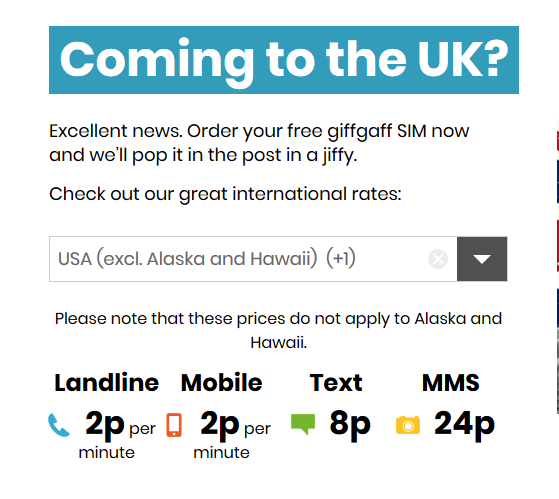 Coming to the UK?
Excellent news. Order your free giffgaff SIM now
and we’ll pop it in the post in a jiffy.
Check out our great international rates:
USA (excl. Alaska and Hawaii) (+1)
Please note that these prices do not apply to Alaska and
Hawaii.
Landline Mobile Text MMS
2p per 2p per 8p 24p
minute minute